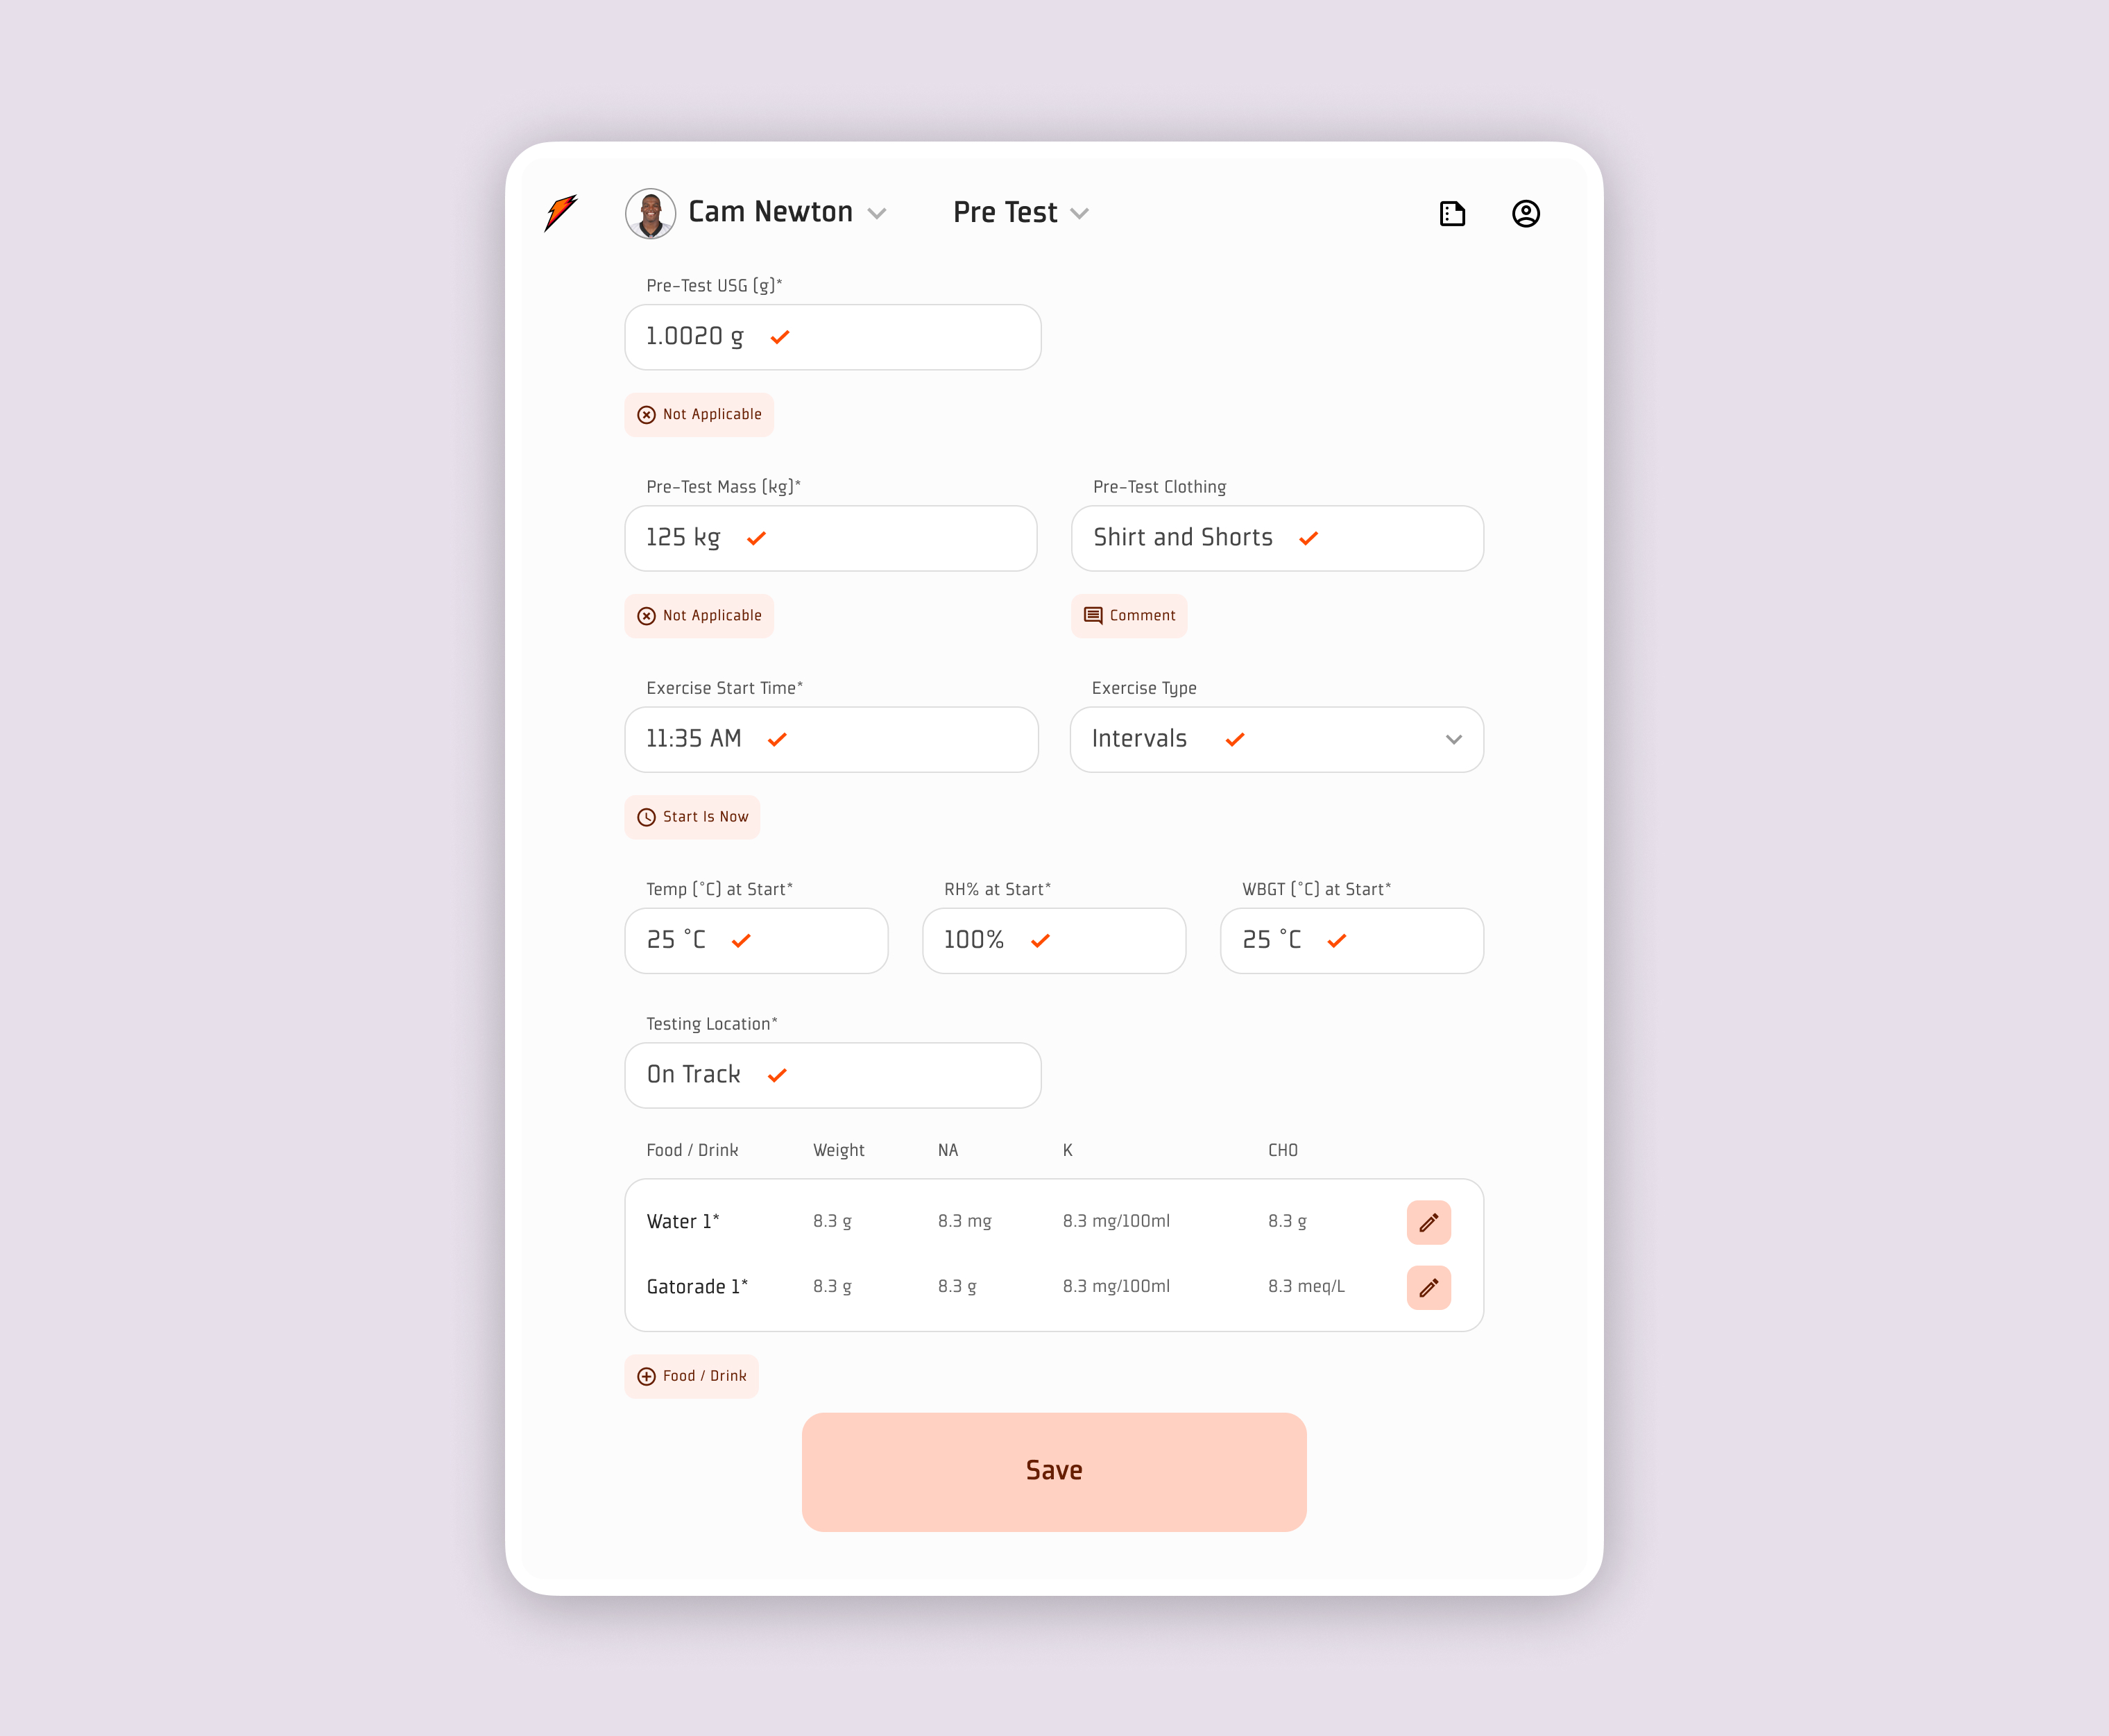 Cam Newton
Pre Test
Pre-Test USG (g)*
1.0020 g
Not Applicable
Pre-Test Mass (kg)*
Pre-Test Clothing
125 kg
Shirt and Shorts
Not Applicable
Comment
Exercise Start Time*
Exercise Type
11:35 AM
Intervals
Start Is Now
Temp (°C) at Start*
RH% at Start*
WBGT (°C) at Start*
25 °C
100%
25 °C
Testing Location*
On Track
Food / Drink Weight NA K CHO
Water 1* 8.3 g 8.3 mg 8.3 mg/100ml 8.3 g
Gatorade 1* 8.3 g 8.3 g 8.3 mg/100ml 8.3 meq/L
Food / Drink
Save